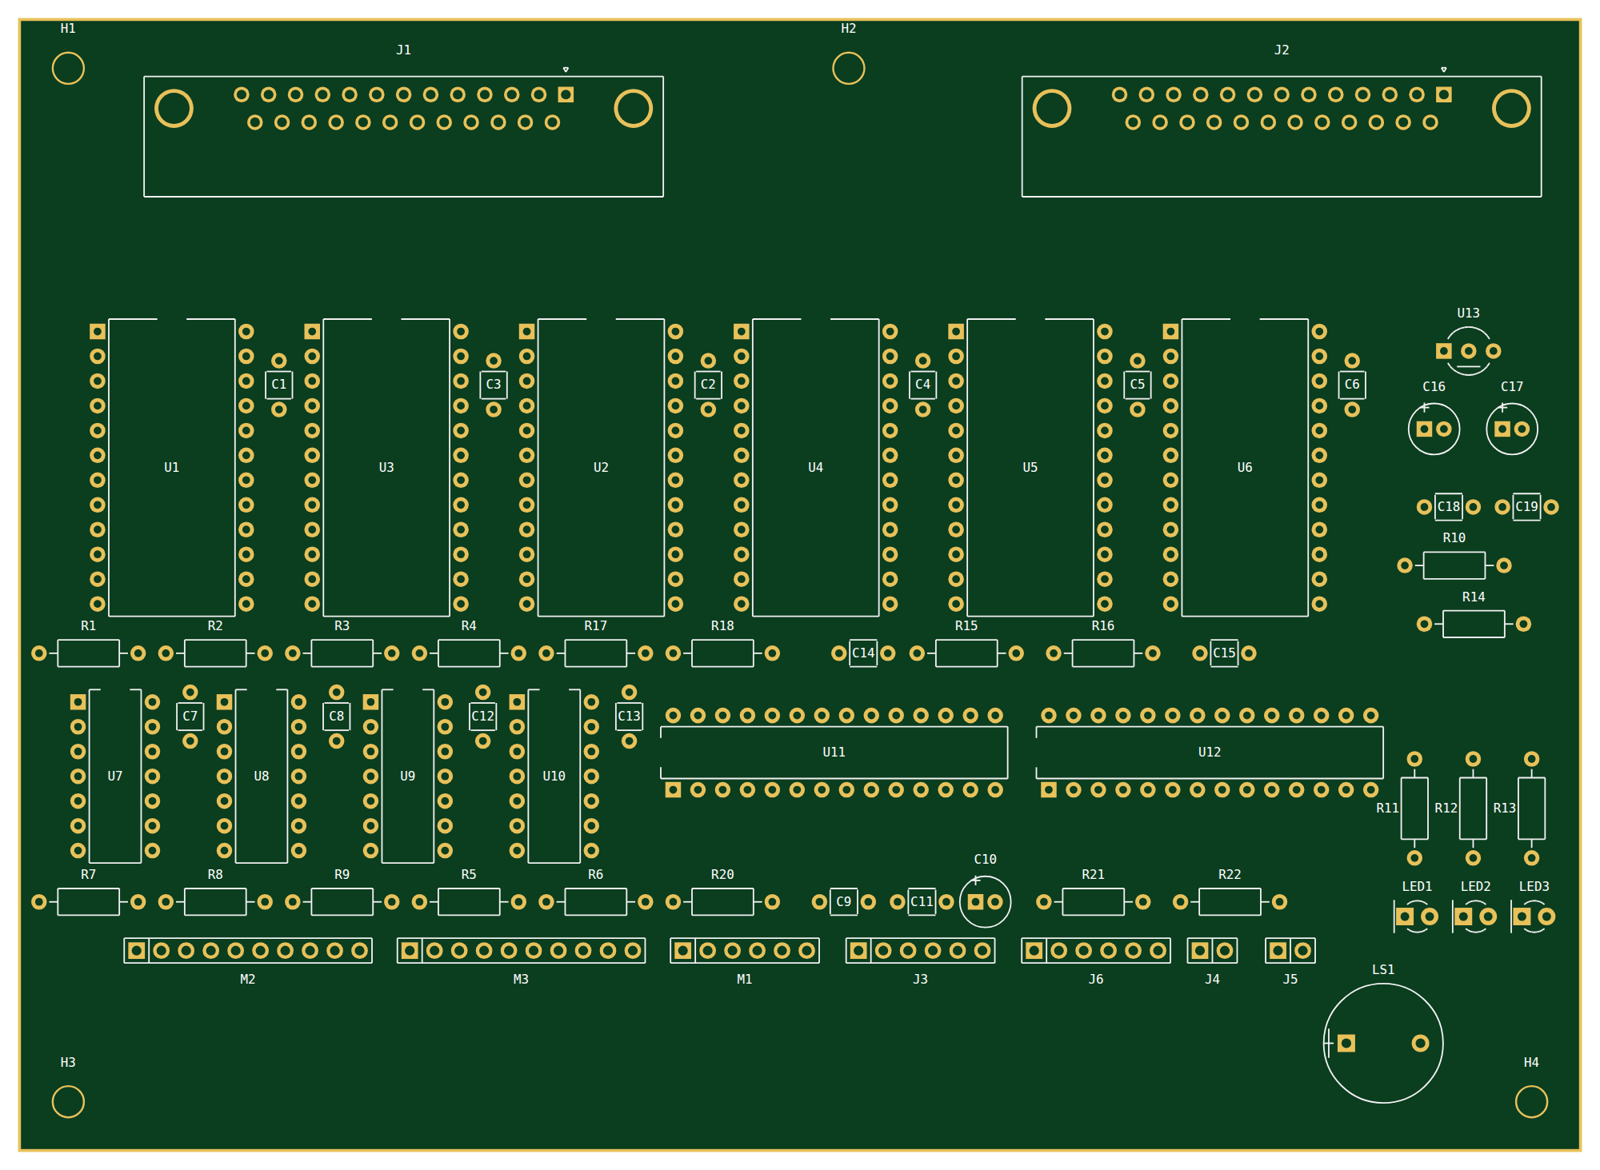 H1
H2
J1
J2
U13
C16 C17
C1 C3 C2 C4 C5 C6
U1 U3 U2 U4 U5 U6
C18 C19
R10
R14
R1 R2 R3 R4 R17 R18 R15 R16
C14 C15
C7 C8 C12 C13
U11 U12
U7 U8 U9 U10
R11 R12 R13
C10
R7 R8 R9 R5 R6 R20 R21 R22
LED1 LED2 LED3
C9 C11
LS1
M2 M3 M1 J3 J6 J4 J5
H3 H4